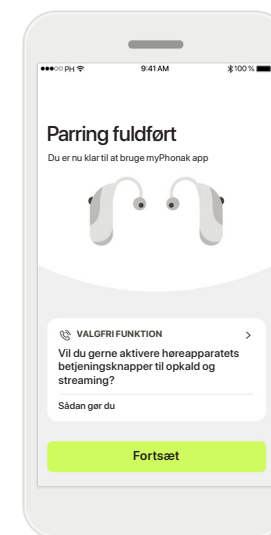 PH 9:41 AM 100 %
Parring fuldført
Du er nu klar til at bruge myPhonak app
VALGFRI FUNKTION
Vil du gerne aktivere høreapparatets
betjeningsknapper til opkald og
streaming?
Sådan gør du
Fortsæt